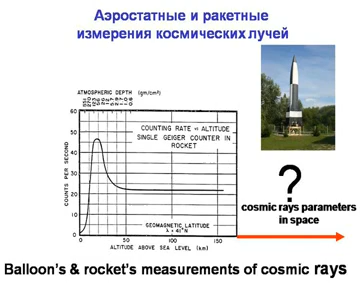 Аэростатные и ракетные
измерения космических лучей
ATMOSPHERIC DEPTH (gm/cm²)
COUNTING RATE vs ALTITUDE
SINGLE GEIGER COUNTER IN
ROCKET
COUNTS PER SECOND
60
50
40
30
20
10
0
GEOMAGNETIC LATITUDE
λ = 41°N
0 50 100 150
ALTITUDE ABOVE SEA LEVEL (km)
?
cosmic rays parameters
in space
Balloon's & rocket's measurements of cosmic rays